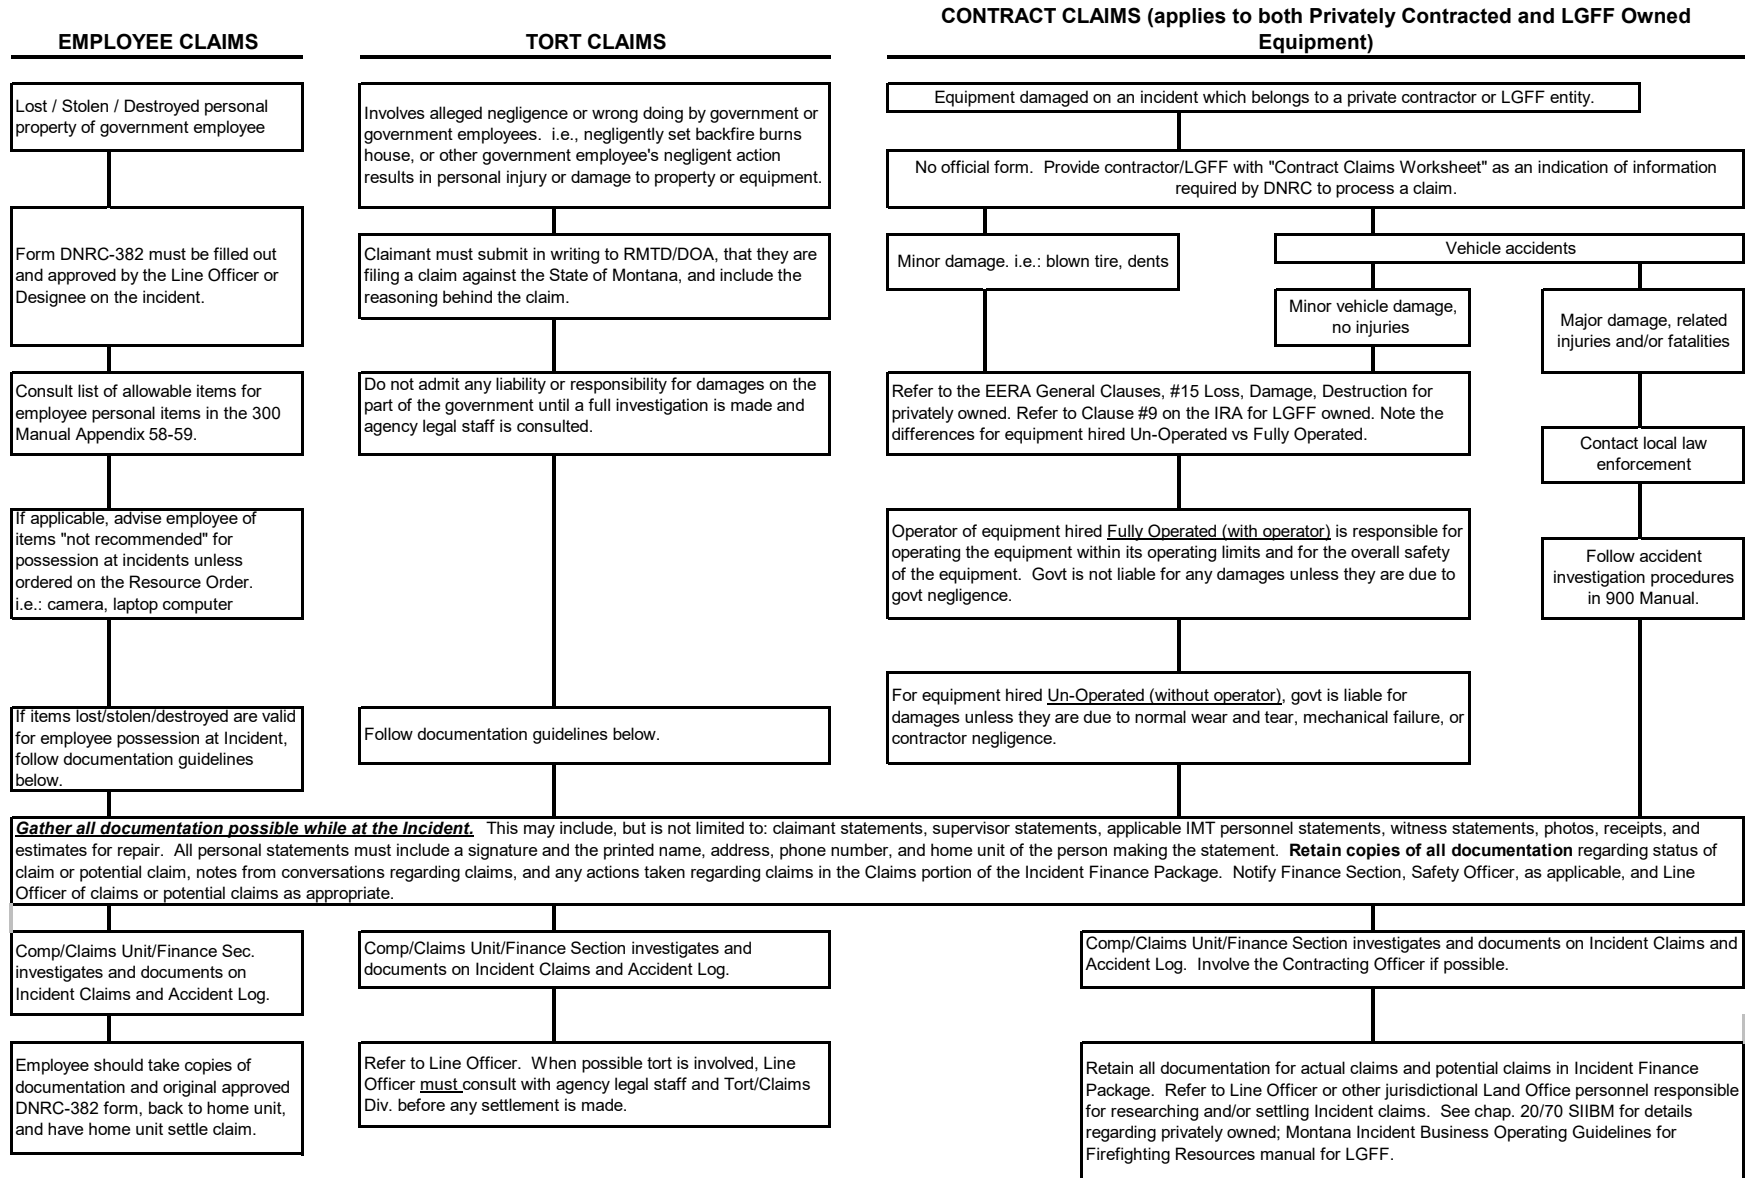 EMPLOYEE CLAIMS
Lost / Stolen / Destroyed personal
property of government employee
Form DNRC-382 must be filled out
and approved by the Line Officer or
Designee on the incident.
Consult list of allowable items for
employee personal items in the 300
Manual Appendix 58-59.
If applicable, advise employee of
items "not recommended" for
possession at incidents unless
ordered on the Resource Order.
i.e.: camera, laptop computer
If items lost/stolen/destroyed are valid
for employee possession at Incident,
follow documentation guidelines
below.
TORT CLAIMS
Involves alleged negligence or wrong doing by government or
government employees.  i.e., negligently set backfire burns
house, or other government employee's negligent action
results in personal injury or damage to property or equipment.
Claimant must submit in writing to RMTD/DOA, that they are
filing a claim against the State of Montana, and include the
reasoning behind the claim.
Do not admit any liability or responsibility for damages on the
part of the government until a full investigation is made and
agency legal staff is consulted.
Follow documentation guidelines below.
CONTRACT CLAIMS (applies to both Privately Contracted and LGFF Owned
Equipment)
Equipment damaged on an incident which belongs to a private contractor or LGFF entity.
No official form.  Provide contractor/LGFF with "Contract Claims Worksheet" as an indication of information
required by DNRC to process a claim.
Minor damage. i.e.: blown tire, dents
Vehicle accidents
Minor vehicle damage,
no injuries
Major damage, related
injuries and/or fatalities
Refer to the EERA General Clauses, #15 Loss, Damage, Destruction for
privately owned. Refer to Clause #9 on the IRA for LGFF owned. Note the
differences for equipment hired Un-Operated vs Fully Operated.
Contact local law
enforcement
Operator of equipment hired Fully Operated (with operator) is responsible for
operating the equipment within its operating limits and for the overall safety
of the equipment.  Govt is not liable for any damages unless they are due to
govt negligence.
Follow accident
investigation procedures
in 900 Manual.
For equipment hired Un-Operated (without operator), govt is liable for
damages unless they are due to normal wear and tear, mechanical failure, or
contractor negligence.
Gather all documentation possible while at the Incident.  This may include, but is not limited to: claimant statements, supervisor statements, applicable IMT personnel statements, witness statements, photos, receipts, and
estimates for repair.  All personal statements must include a signature and the printed name, address, phone number, and home unit of the person making the statement.  Retain copies of all documentation regarding status of
claim or potential claim, notes from conversations regarding claims, and any actions taken regarding claims in the Claims portion of the Incident Finance Package.  Notify Finance Section, Safety Officer, as applicable, and Line
Officer of claims or potential claims as appropriate.
Comp/Claims Unit/Finance Sec.
investigates and documents on
Incident Claims and Accident Log.
Employee should take copies of
documentation and original approved
DNRC-382 form, back to home unit,
and have home unit settle claim.
Comp/Claims Unit/Finance Section investigates and
documents on Incident Claims and Accident Log.
Refer to Line Officer.  When possible tort is involved, Line
Officer must consult with agency legal staff and Tort/Claims
Div. before any settlement is made.
Comp/Claims Unit/Finance Section investigates and documents on Incident Claims and
Accident Log.  Involve the Contracting Officer if possible.
Retain all documentation for actual claims and potential claims in Incident Finance
Package.  Refer to Line Officer or other jurisdictional Land Office personnel responsible
for researching and/or settling Incident claims.  See chap. 20/70 SIIBM for details
regarding privately owned; Montana Incident Business Operating Guidelines for
Firefighting Resources manual for LGFF.